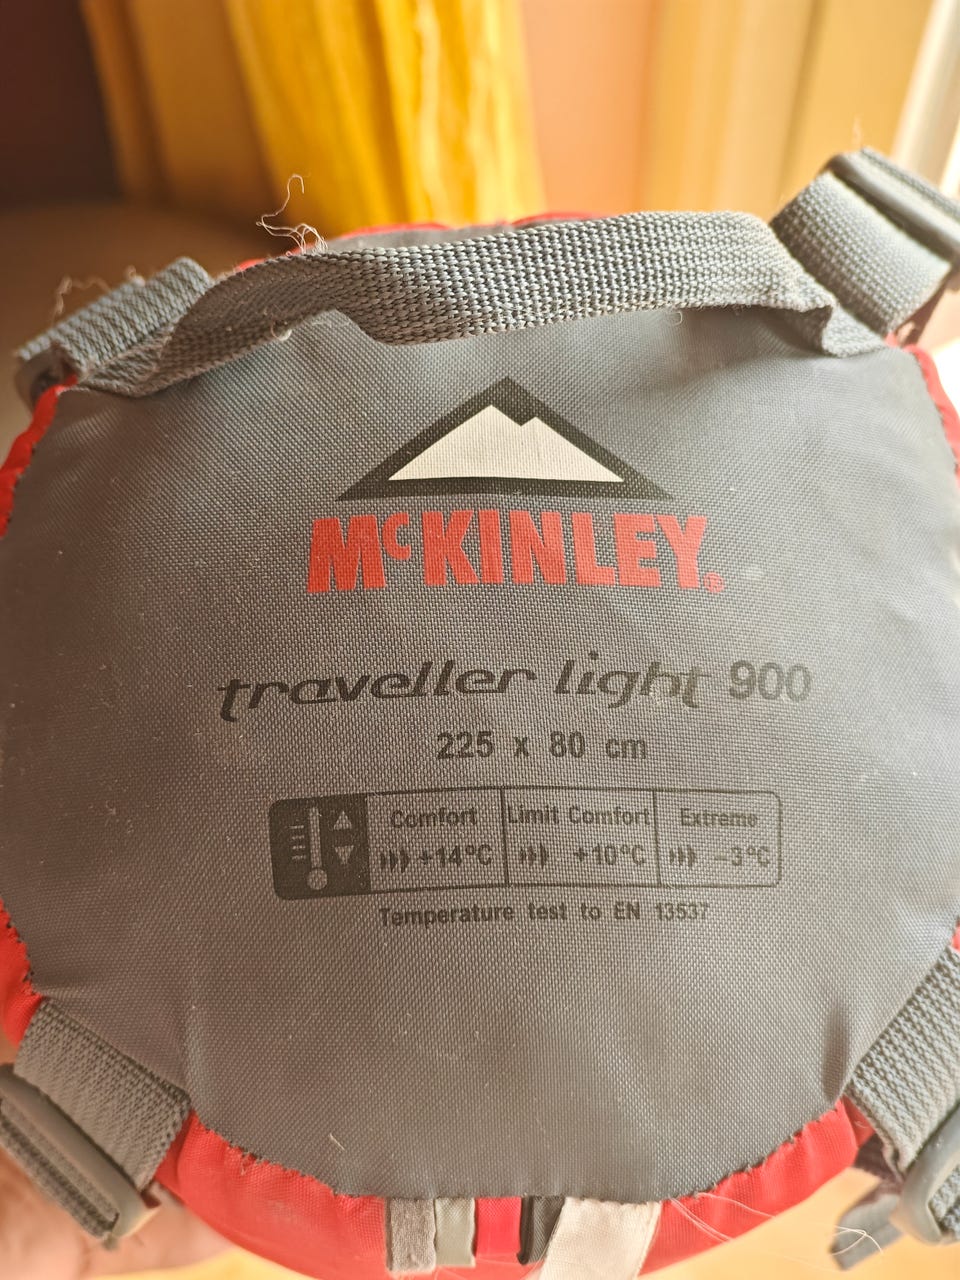 McKINLEY
traveller light 900
225 x 80 cm
Comfort Limit Comfort Extreme
+14°C +10°C -3°C
Temperature test to EN 13537